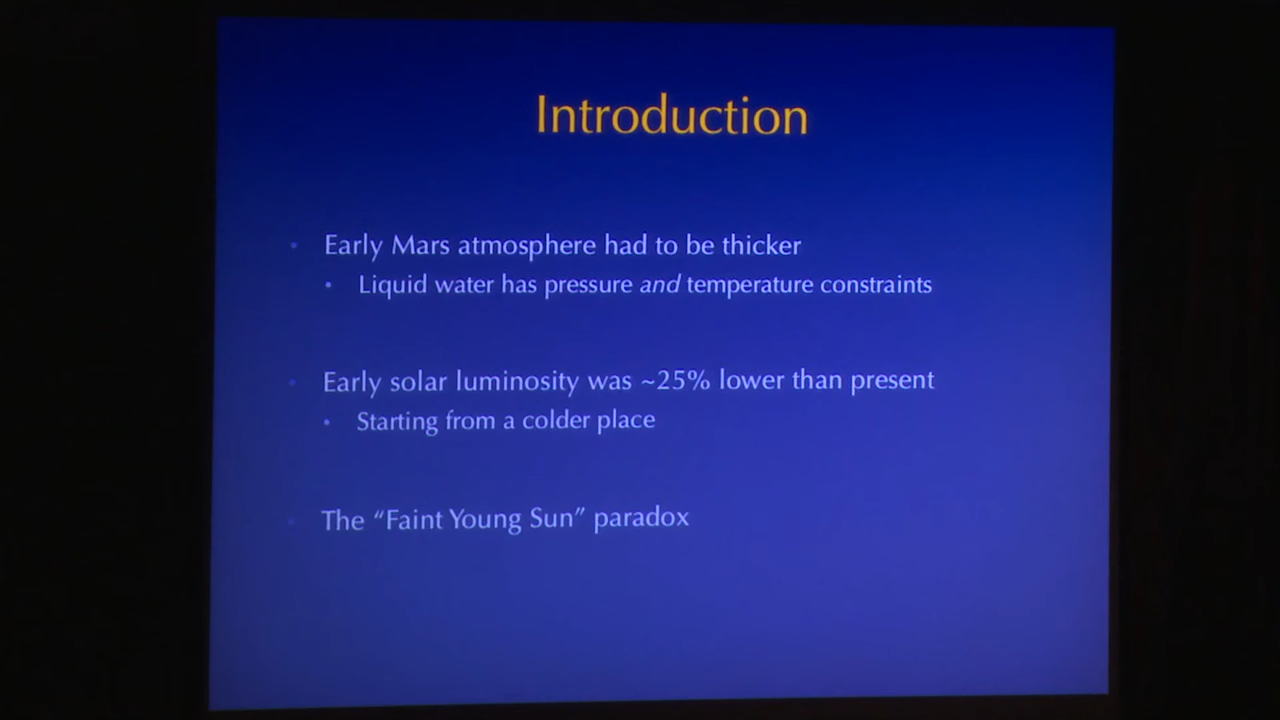 Introduction
• Early Mars atmosphere had to be thicker
• Liquid water has pressure and temperature constraints
• Early solar luminosity was ~25% lower than present
• Starting from a colder place
• The “Faint Young Sun” paradox